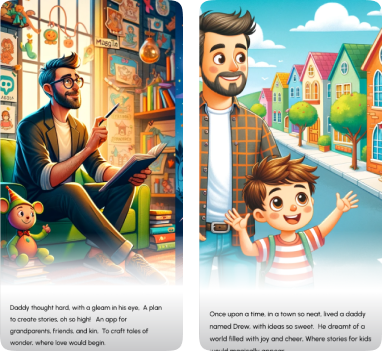 Daddy thought hard, with a gleam in his eye. A plan
to create stories, oh so high! An app for
grandparents, friends, and kin. To craft tales of
wonder, where love would begin.
Once upon a time, in a town so neat, lived a daddy
named Drew, with ideas so sweet. He dreamt of a
world filled with joy and cheer. Where stories for kids
would magically appear.